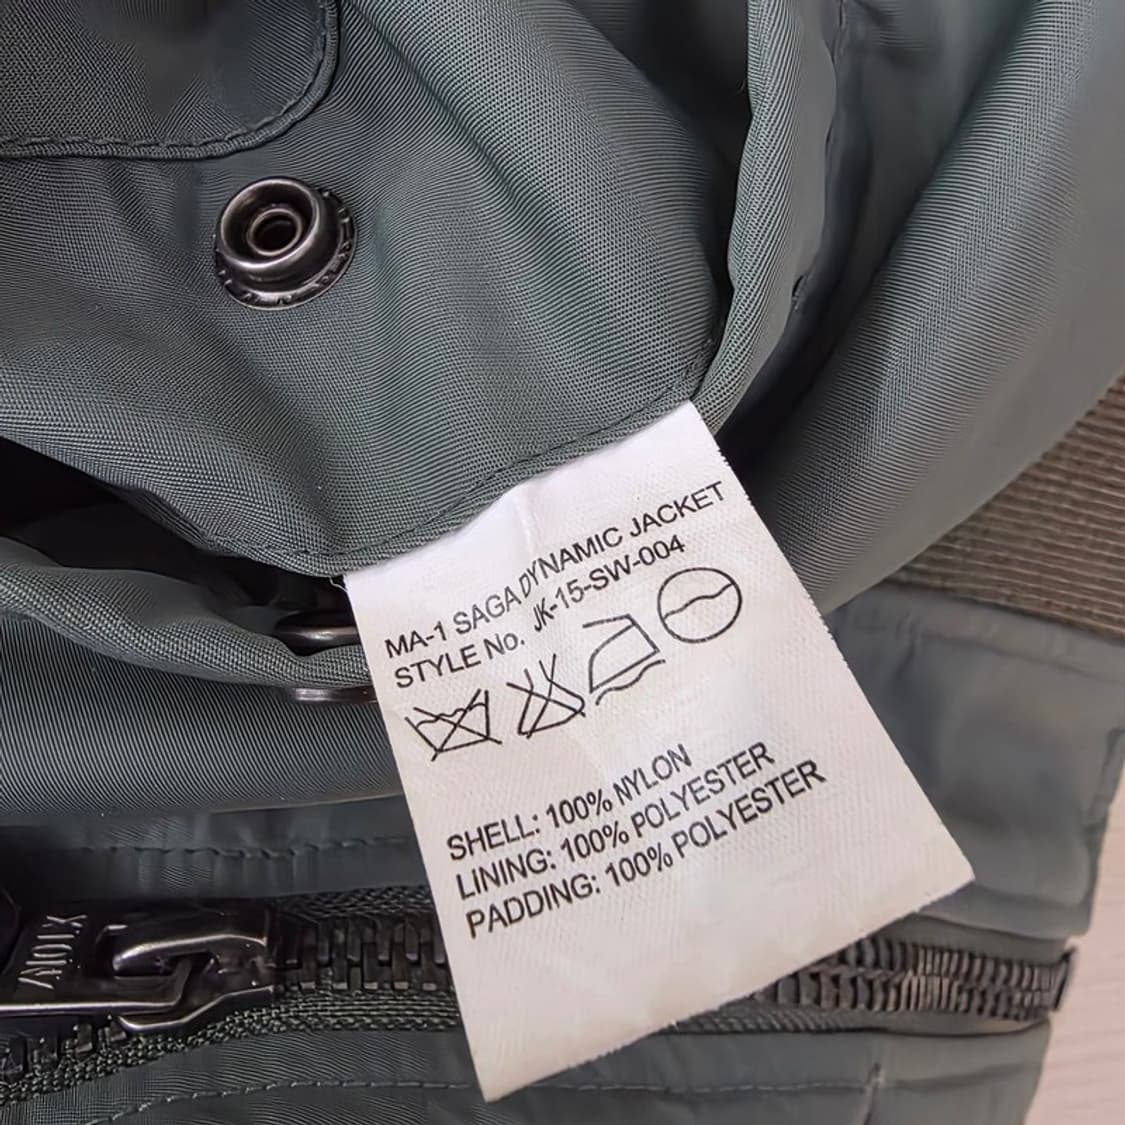 MA-1 SAGA DYNAMIC JACKET
STYLE No. JK-15-SW-004
SHELL: 100% NYLON
LINING: 100% POLYESTER
PADDING: 100% POLYESTER